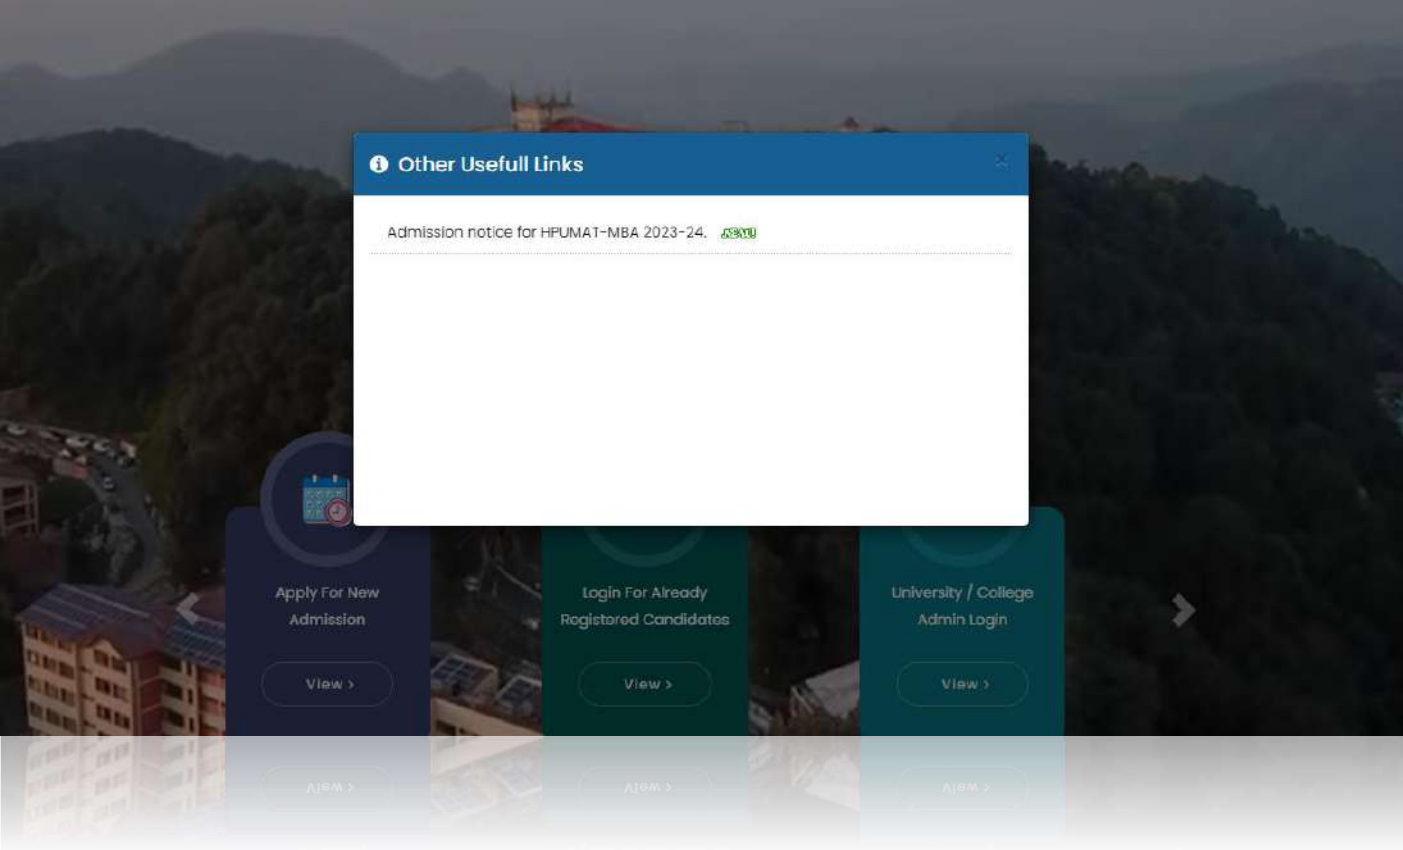 Other Usefull Links
×
Admission notice for HPUMAT-MBA 2023-24. NEW
Apply For New
Admission
View >
Login For Already
Registered Candidates
View >
University / College
Admin Login
View >